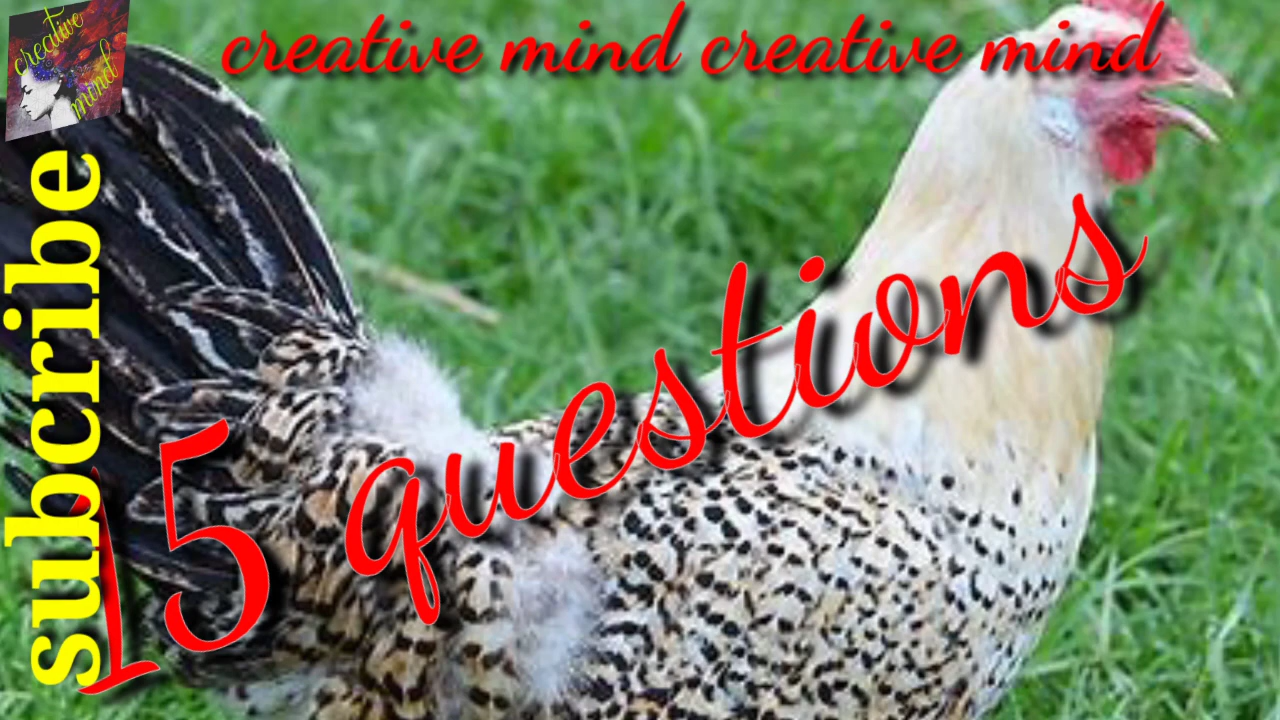 creative
mind
creative mind creative mind
subcribe
15 questions